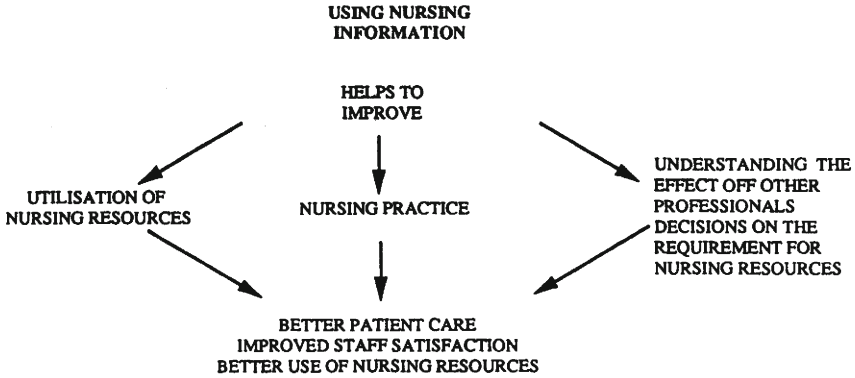 USING NURSING
INFORMATION
HELPS TO
IMPROVE
UTILISATION OF
NURSING RESOURCES
NURSING PRACTICE
UNDERSTANDING THE
EFFECT OFF OTHER
PROFESSIONALS
DECISIONS ON THE
REQUIREMENT FOR
NURSING RESOURCES
BETTER PATIENT CARE
IMPROVED STAFF SATISFACTION
BETTER USE OF NURSING RESOURCES